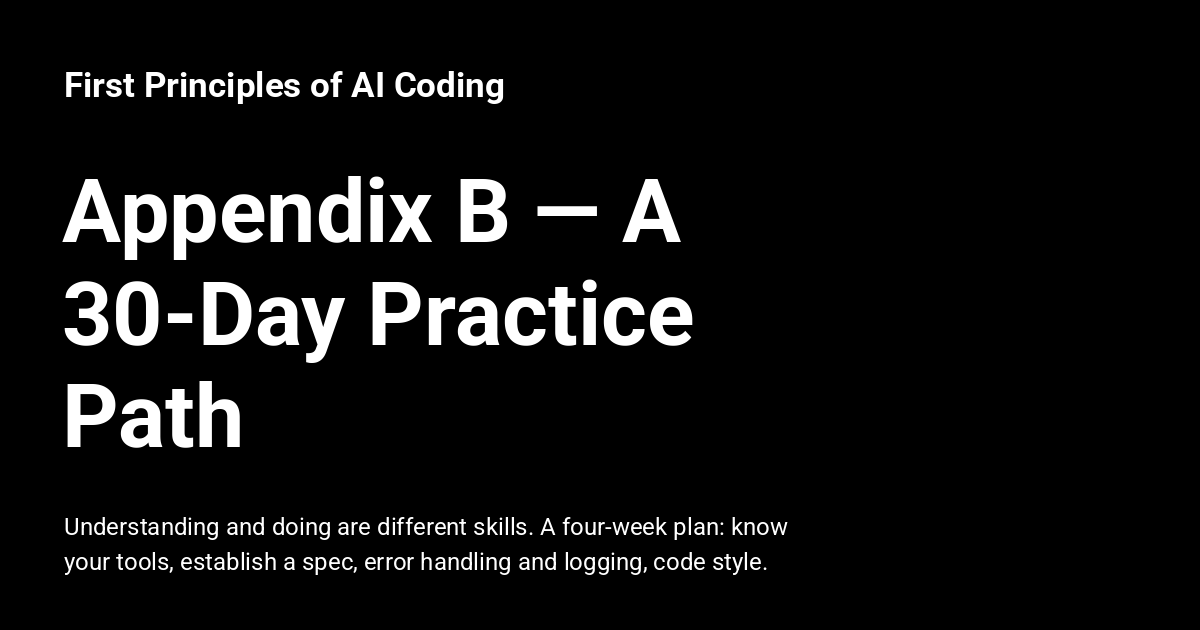 First Principles of AI Coding
Appendix B — A
30-Day Practice
Path
Understanding and doing are different skills. A four-week plan: know
your tools, establish a spec, error handling and logging, code style.